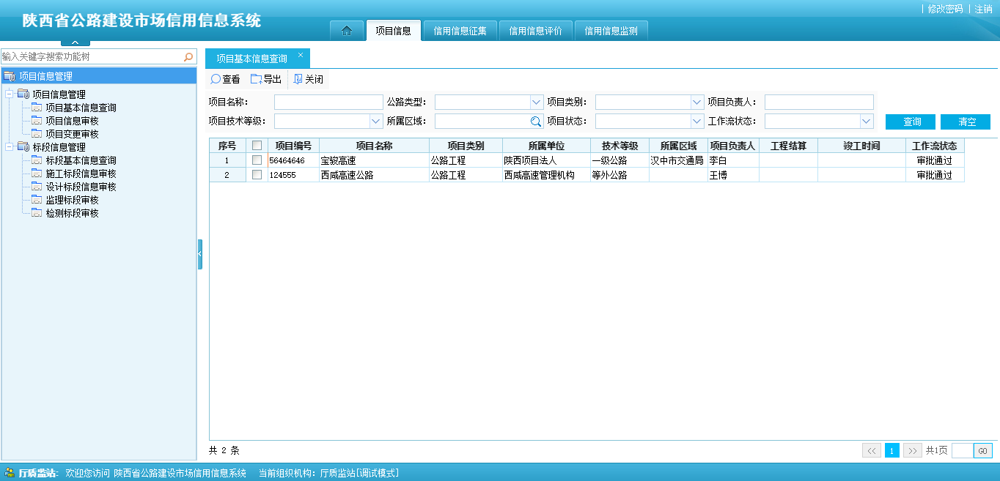 陕西省公路建设市场信用信息系统
| 修改密码 | 注销
项目信息 信用信息征集 信用信息评价 信用信息监测
输入关键字搜索功能树
项目信息管理
项目信息管理
项目基本信息查询
项目信息审核
项目变更审核
标段信息管理
标段基本信息查询
施工标段信息审核
设计标段信息审核
监理标段审核
检测标段审核
项目基本信息查询 ×
查看 导出 关闭
项目名称: 公路类型: 项目类别: 项目负责人:
项目技术等级: 所属区域: 项目状态: 工作流状态: 查询 清空
序号 项目编号 项目名称 项目类别 所属单位 技术等级 所属区域 项目负责人 工程结算 竣工时间 工作流状态
1 56464646 宝骏高速 公路工程 陕西项目法人 一级公路 汉中市交通局 李白 审批通过
2 124555 西咸高速公路 公路工程 西咸高速管理机构 等外公路 王博 审批通过
共 2 条
<< 1 >> 共1页 GO
厅质监站: 欢迎您访问 陕西省公路建设市场信用信息系统 当前组织机构: 厅质监站[调试模式]